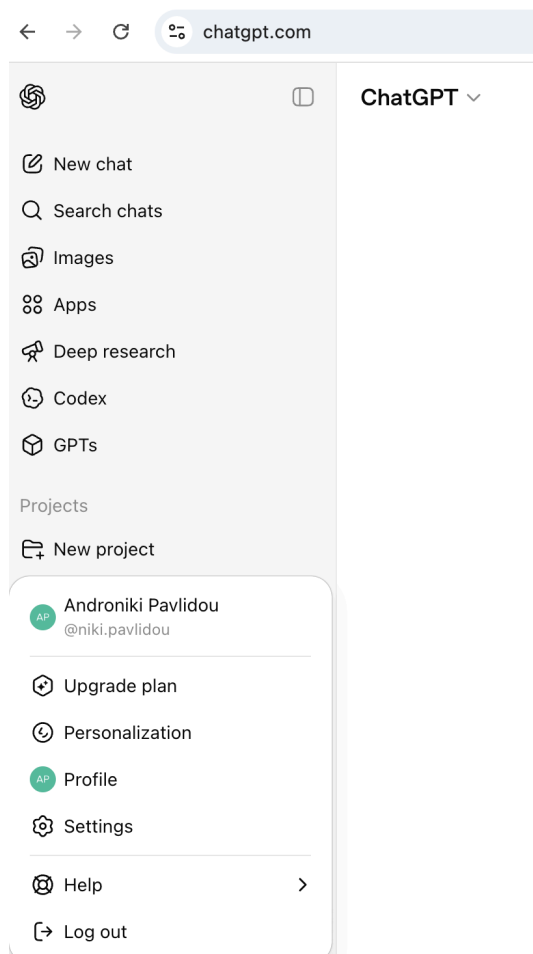 chatgpt.com
ChatGPT
New chat
Search chats
Images
Apps
Deep research
Codex
GPTs
Projects
New project
AP
Androniki Pavlidou
@niki.pavlidou
Upgrade plan
Personalization
AP
Profile
Settings
Help
Log out